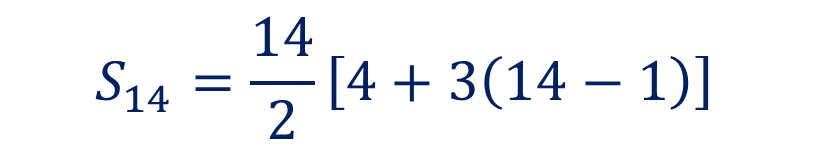 S₁₄ = 14/2 [4 + 3(14 − 1)]